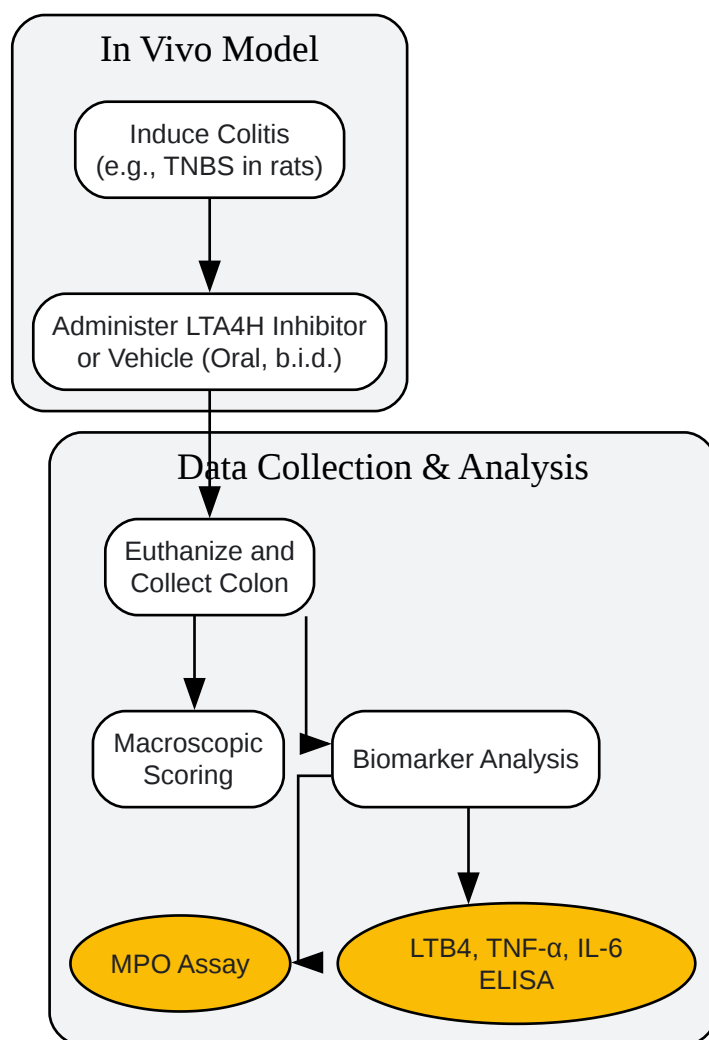 In Vivo Model
Induce Colitis
(e.g., TNBS in rats)
Administer LTA4H Inhibitor
or Vehicle (Oral, b.i.d.)
Data Collection & Analysis
Euthanize and
Collect Colon
Macroscopic
Scoring
Biomarker Analysis
MPO Assay
LTB4, TNF-α, IL-6
ELISA